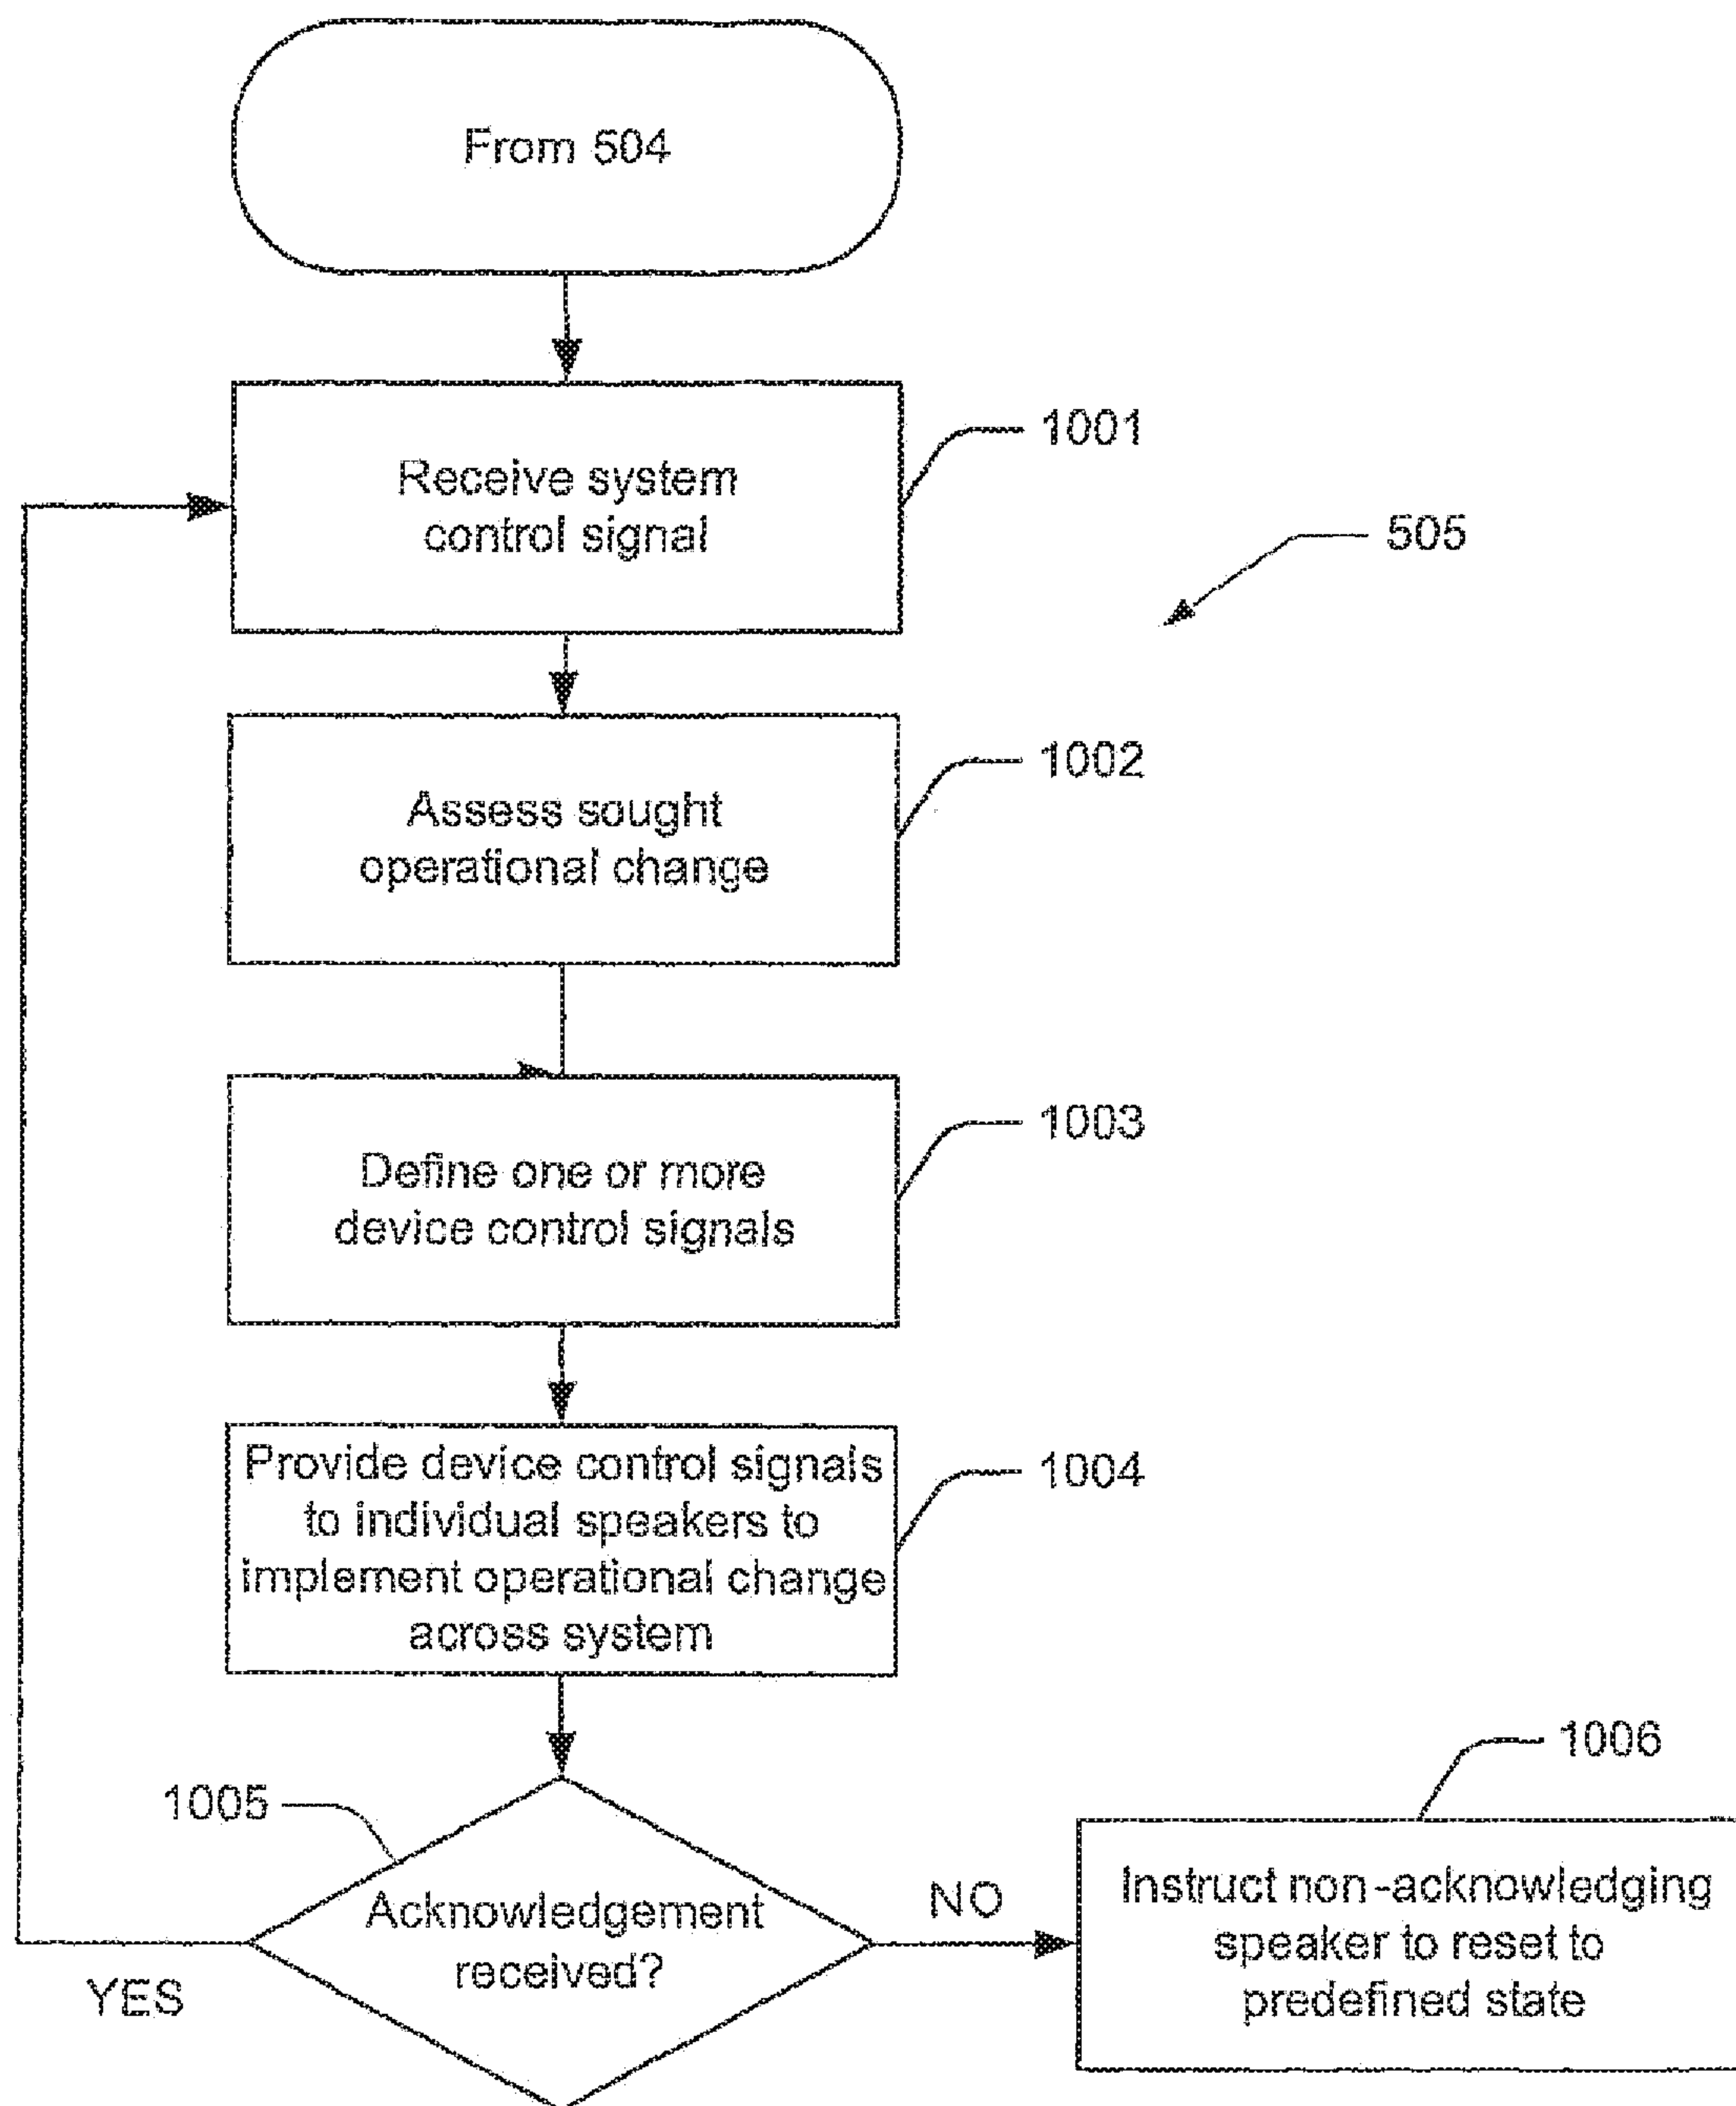 From 504
1001
Receive system
control signal
505
1002
Assess sought
operational change
1003
Define one or more
device control signals
1004
Provide device control signals
to individual speakers to
implement operational change
across system
1005
Acknowledgement
received?
YES
NO
1006
Instruct non-acknowledging
speaker to reset to
predefined state